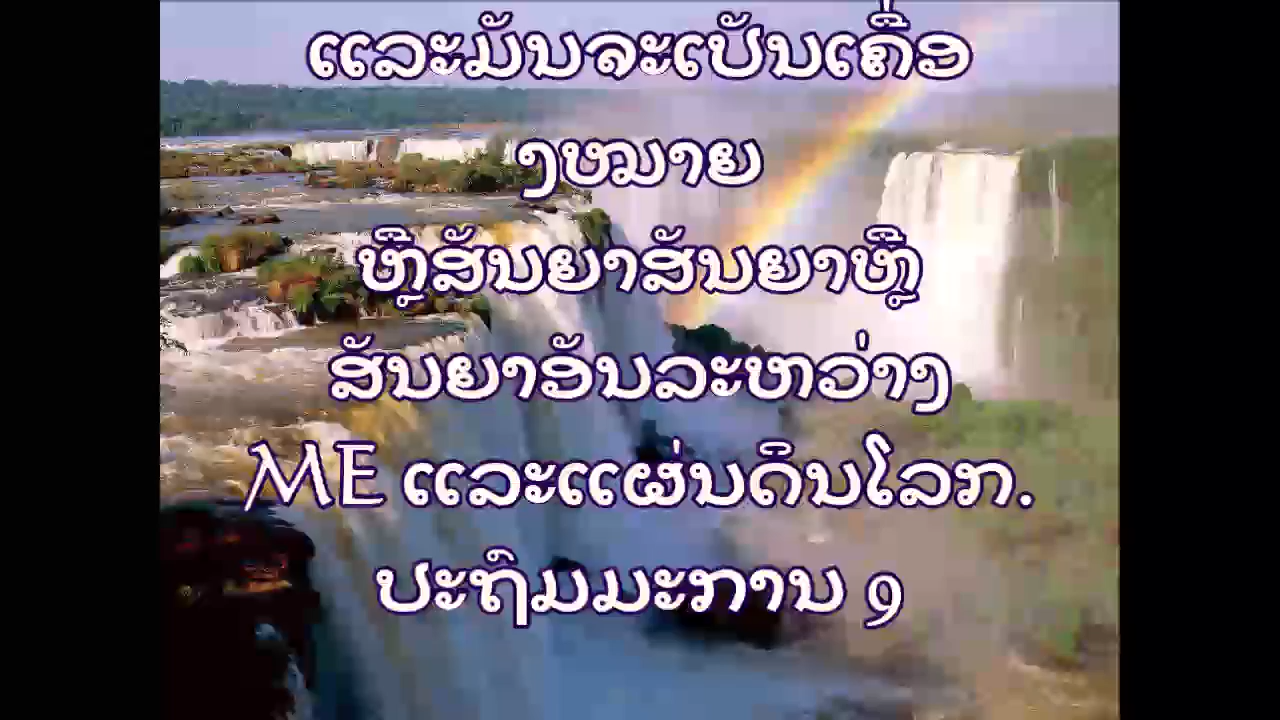 ແລະມັນຈະເປັນເຄື່ອ
ງຫມາຍ
ຫຼືສັນຍາສັນຍາຫຼື
ສັນຍາອັນລະຫວ່າງ
ME ແລະແຜ່ນດິນໂລກ.
ປະຖົມມະການ 9